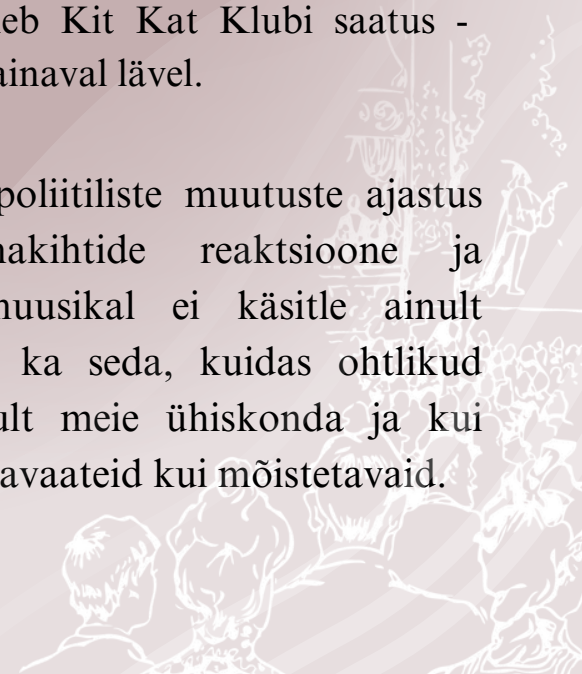 eb Kit Kat Klubi saatus -
ainaval lävel.
poliitiliste muutuste ajastus
nakihtide reaktsioone ja
nuusikal ei käsitle ainult
ka seda, kuidas ohtlikud
ult meie ühiskonda ja kui
avaateid kui mõistetavaid.